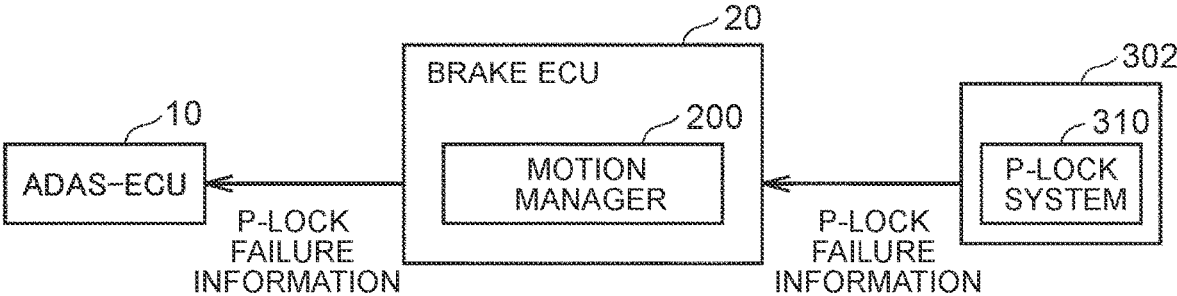 20
BRAKE ECU
302
10
200
310
ADAS-ECU
MOTION
MANAGER
P-LOCK
SYSTEM
P-LOCK
FAILURE
INFORMATION
P-LOCK
FAILURE
INFORMATION